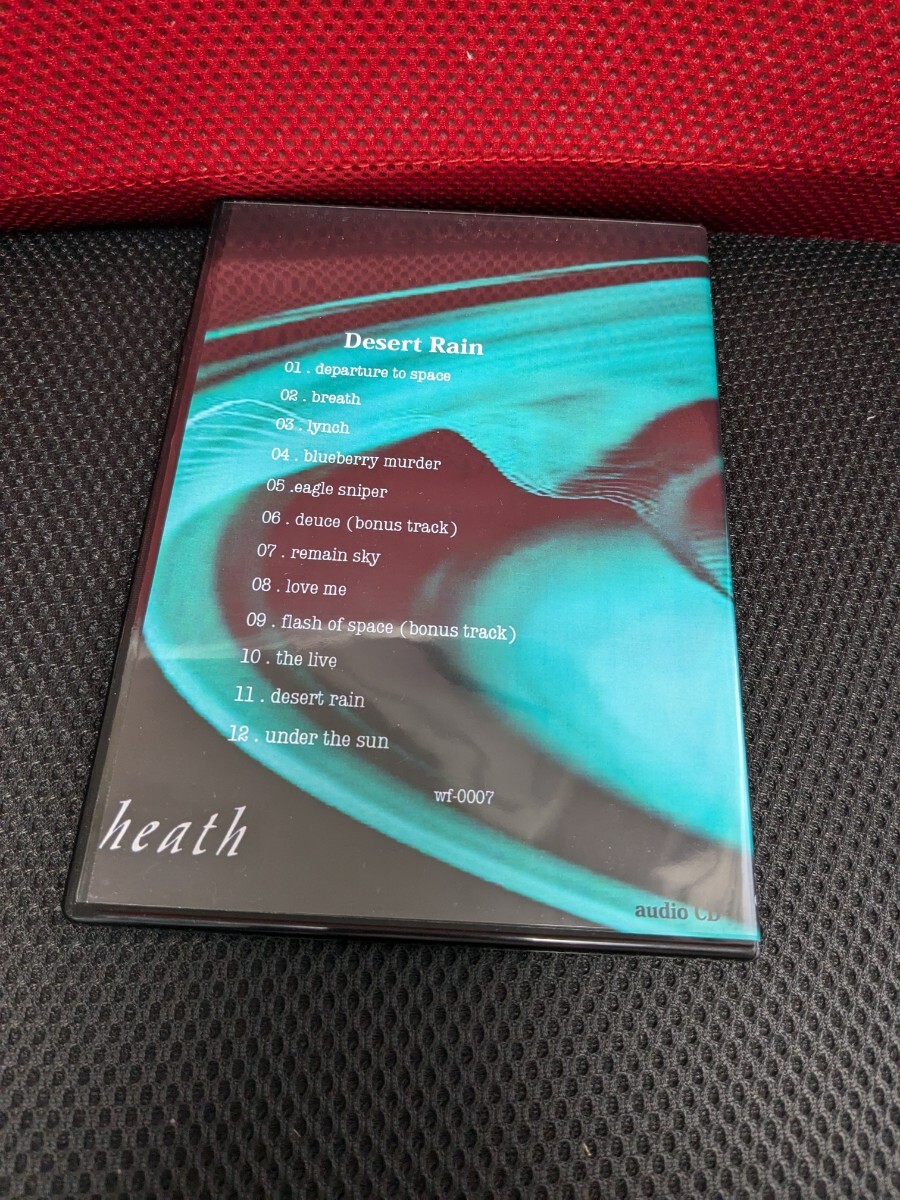 Desert Rain
01 . departure to space
02 . breath
03 . lynch
04 . blueberry murder
05 .eagle sniper
06 . deuce (bonus track)
07 . remain sky
08 . love me
09 . flash of space (bonus track)
10 . the live
11 . desert rain
12 . under the sun
wf-0007
heath
audio CD